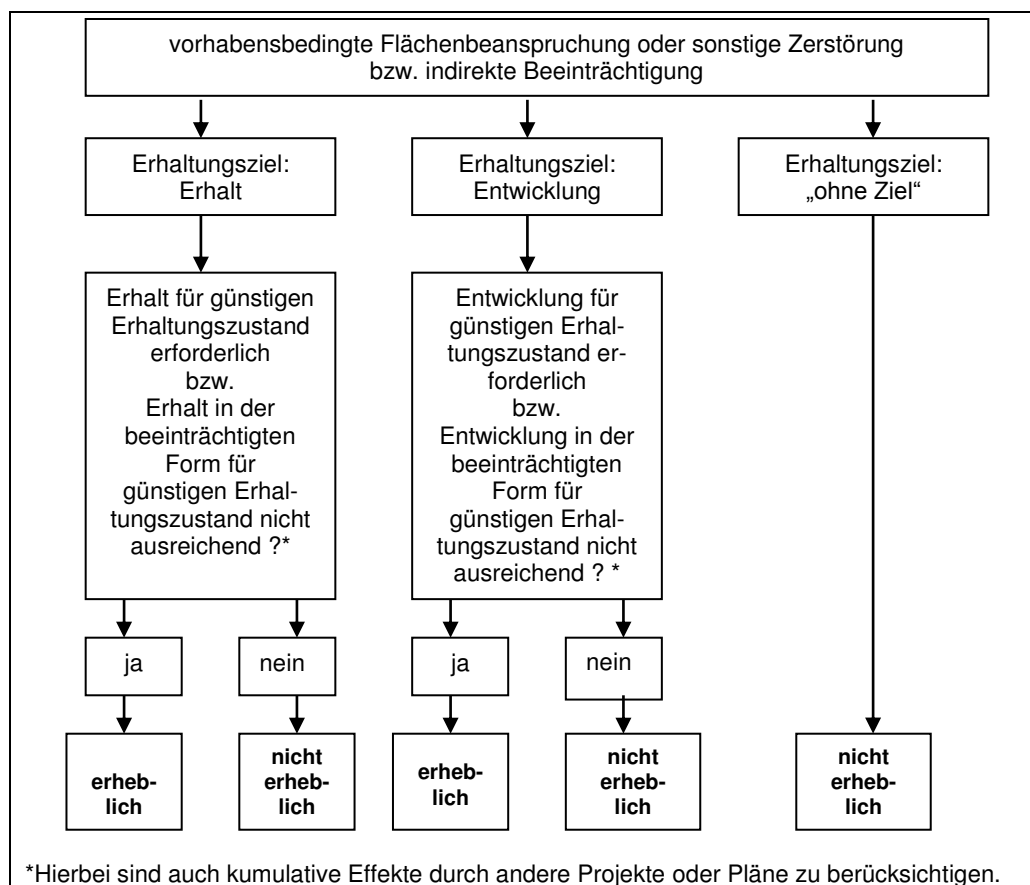 vorhabensbedingte Flächenbeanspruchung oder sonstige Zerstörung
bzw. indirekte Beeinträchtigung
Erhaltungsziel:
Erhalt
Erhaltungsziel:
Entwicklung
Erhaltungsziel:
„ohne Ziel“
Erhalt für günstigen
Erhaltungszustand
erforderlich
bzw.
Erhalt in der
beeinträchtigten
Form für
günstigen Erhal-
tungszustand nicht
ausreichend ?*
Entwicklung für
günstigen Erhal-
tungszustand er-
forderlich
bzw.
Entwicklung in der
beeinträchtigten
Form für
günstigen Erhal-
tungszustand nicht
ausreichend ? *
ja
nein
ja
nein
erheb-
lich
nicht
erheb-
lich
erheb-
lich
nicht
erheb-
lich
nicht
erheb-
lich
*Hierbei sind auch kumulative Effekte durch andere Projekte oder Pläne zu berücksichtigen.